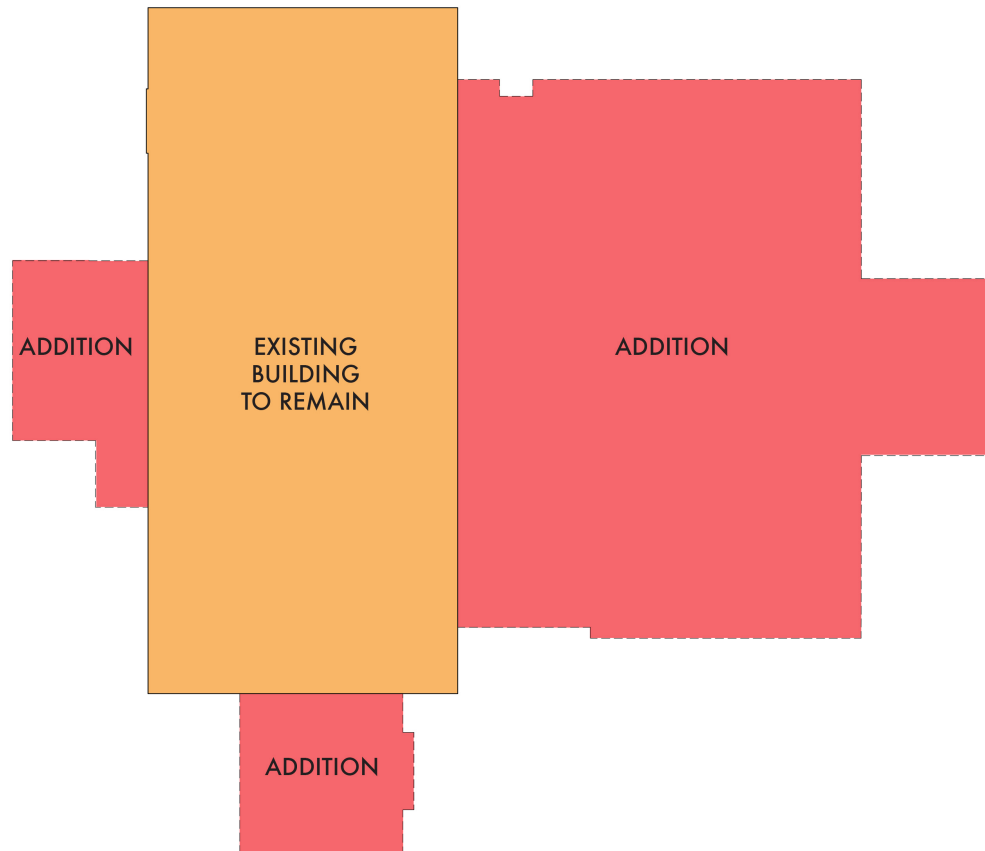 ADDITION
EXISTING
BUILDING
TO REMAIN
ADDITION
ADDITION